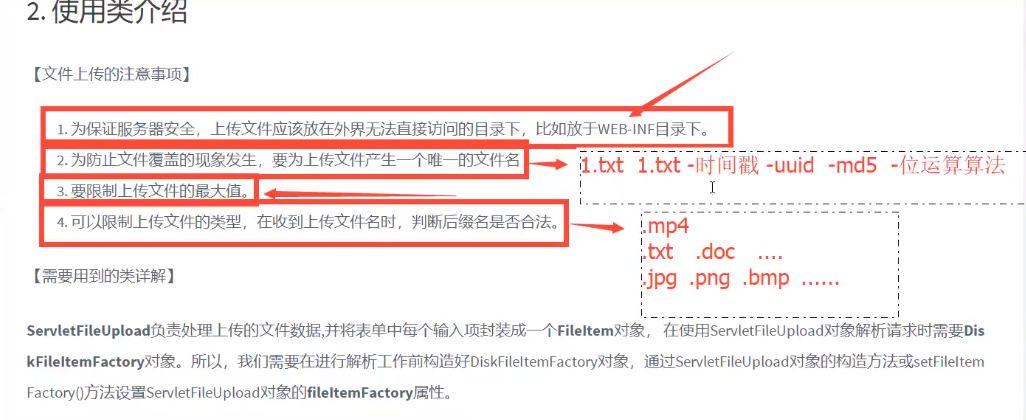 2. 使用类介绍
【文件上传的注意事项】
1. 为保证服务器安全，上传文件应该放在外界无法直接访问的目录下，比如放于WEB-INF目录下。
2. 为防止文件覆盖的现象发生，要为上传文件产生一个唯一的文件名
1.txt 1.txt -时间戳 -uuid -md5 -位运算算法
3. 要限制上传文件的最大值。
4. 可以限制上传文件的类型，在收到上传文件名时，判断后缀名是否合法。
.mp4
.txt .doc ....
.jpg .png .bmp ......
【需要用到的类详解】
ServletFileUpload负责处理上传的文件数据,并将表单中每个输入项封装成一个FileItem对象， 在使用ServletFileUpload对象解析请求时需要Dis
kFileItemFactory对象。所以，我们需要在进行解析工作前构造好DiskFileItemFactory对象，通过ServletFileUpload对象的构造方法或setFileItem
Factory()方法设置ServletFileUpload对象的fileItemFactory属性。